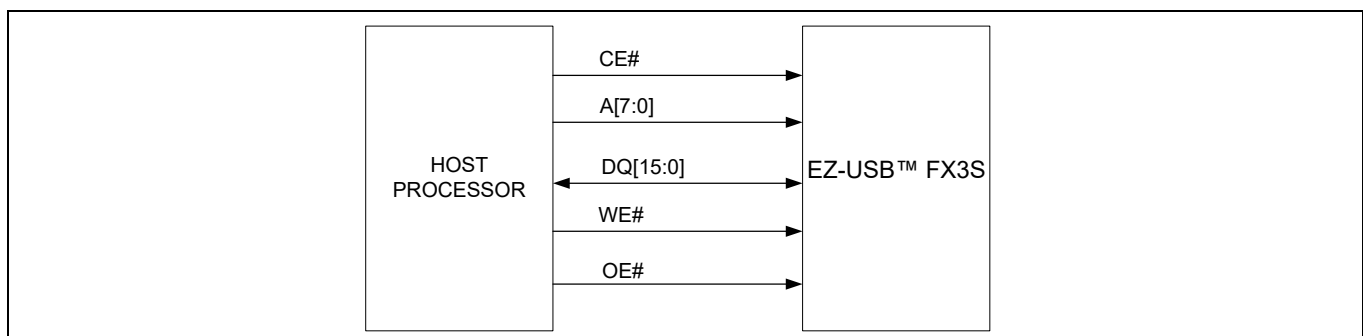 CE#
A[7:0]
HOST
PROCESSOR
DQ[15:0]
EZ-USB™ FX3S
WE#
OE#